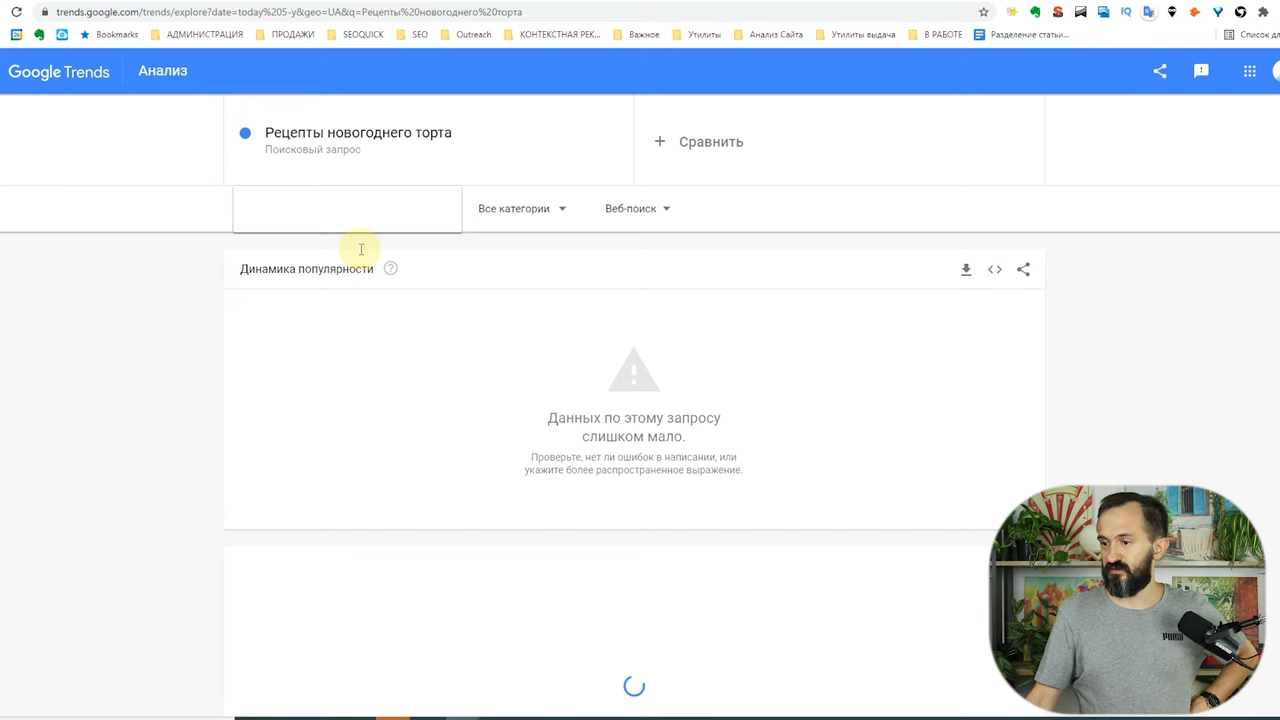 trends.google.com/trends/explore?date=today%205-y&geo=UA&q=Рецепты%20новогоднего%20торта
Bookmarks АДМИНИСТРАЦИЯ ПРОДАЖИ SEOQUICK SEO Outreach КОНТЕКСТНАЯ РЕК... Важное Утилиты Анализ Сайта Утилиты выдача В РАБОТЕ Разделение статьи... Список дл
Google Trends Анализ
Рецепты новогоднего торта
Поисковый запрос
+ Сравнить
Все категории Веб-поиск
Динамика популярности
Данных по этому запросу
слишком мало.
Проверьте, нет ли ошибок в написании, или
укажите более распространенное выражение.
PUMA